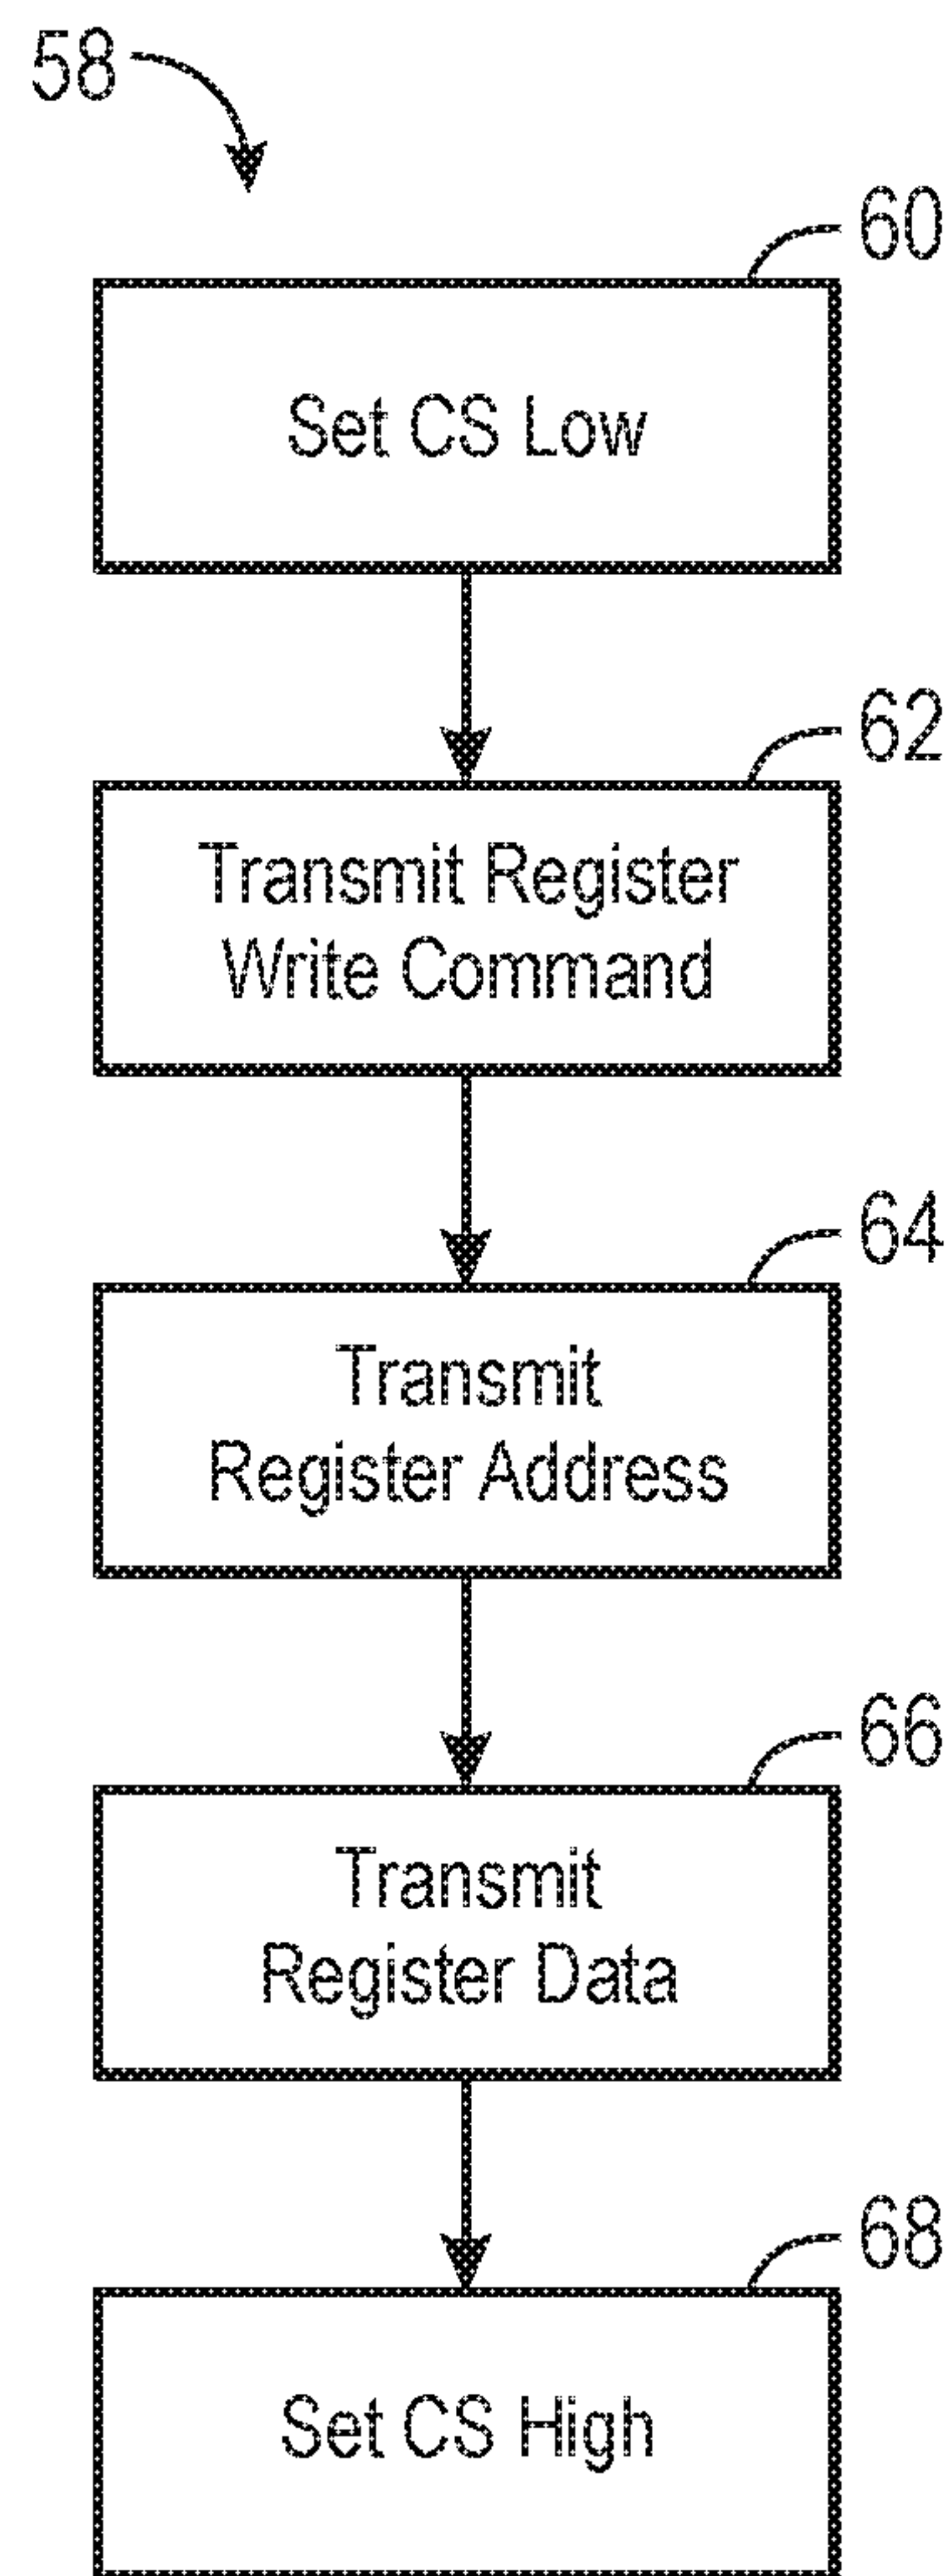 58
60
Set CS Low
62
Transmit Register
Write Command
64
Transmit
Register Address
66
Transmit
Register Data
68
Set CS High